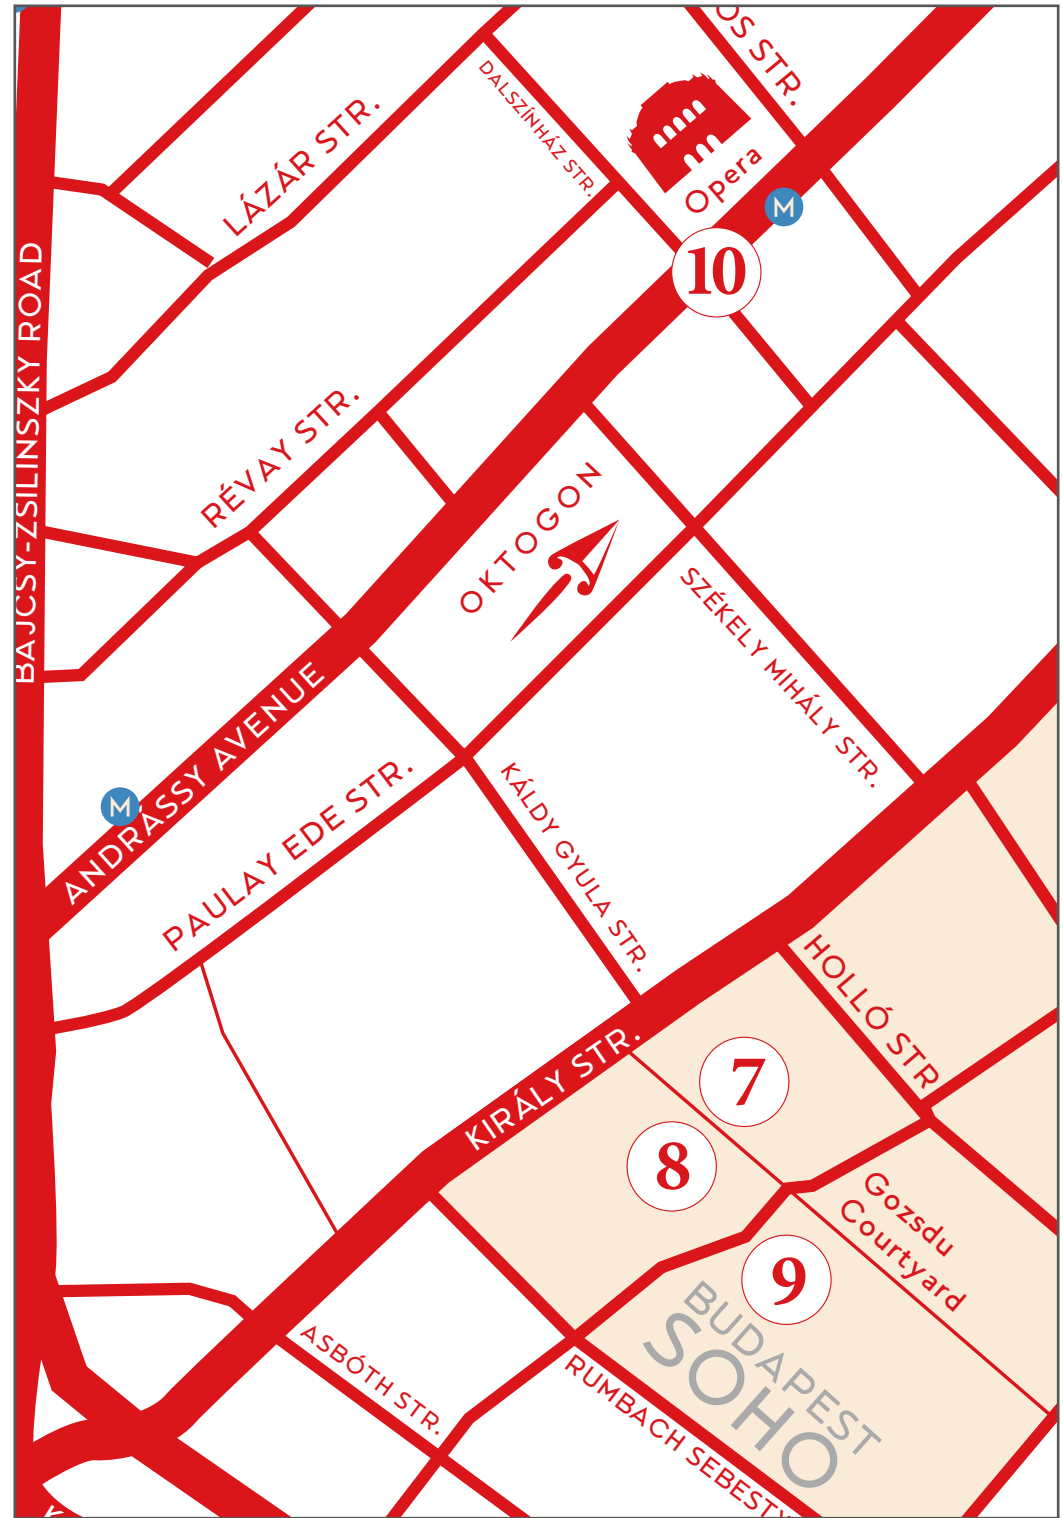 OS STR.
DALSZÍNHÁZ STR.
LÁZÁR STR.
Opera
M
10
BAJCSY-ZSILINSZKY ROAD
RÉVAY STR.
OKTOGON
SZÉKELY MIHÁLY STR.
ANDRÁSSY AVENUE
M
PAULAY EDE STR.
KÁLDY GYULA STR.
HOLLÓ STR
KIRÁLY STR.
7
8
Gozsdu
Courtyard
9
BUDAPEST
SOHO
ASBÓTH STR.
RUMBACH SEBESTY
K